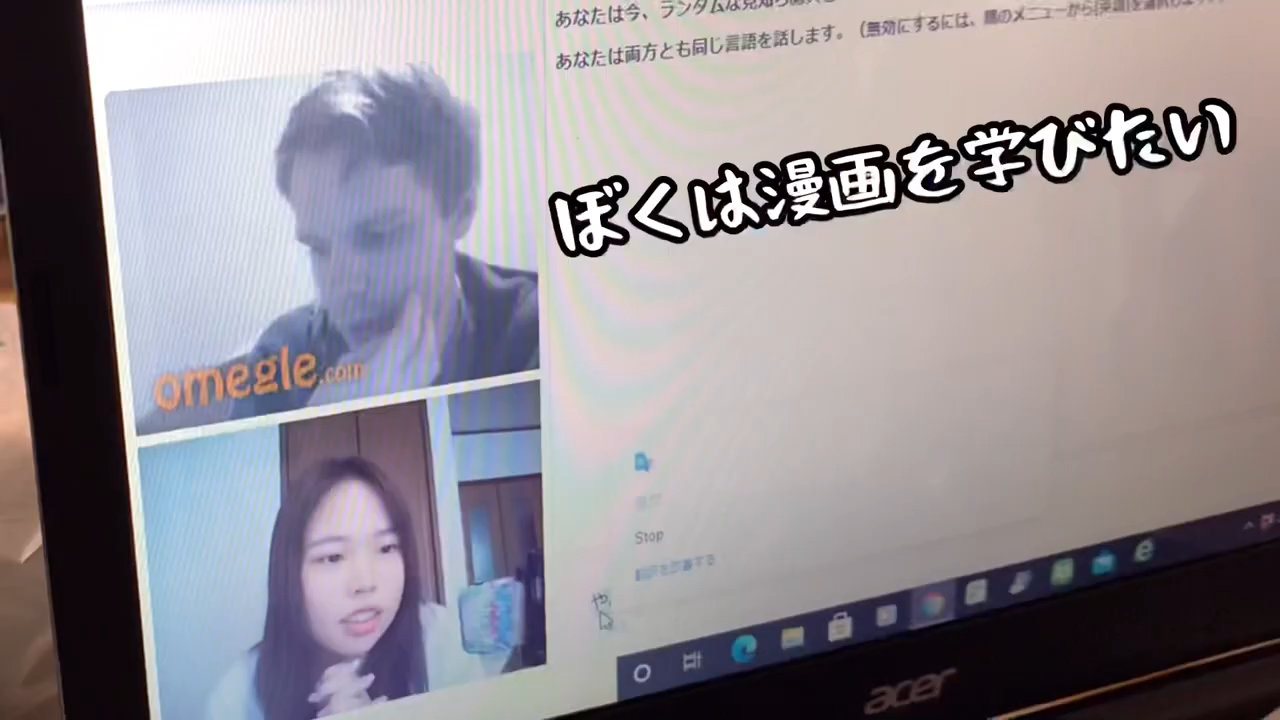 あなたは今、ランダムな見知らぬ
あなたは両方とも同じ言語を話します。(無効にするには、
ぼくは漫画を学びたい
omegle.com
Stop
や
acer